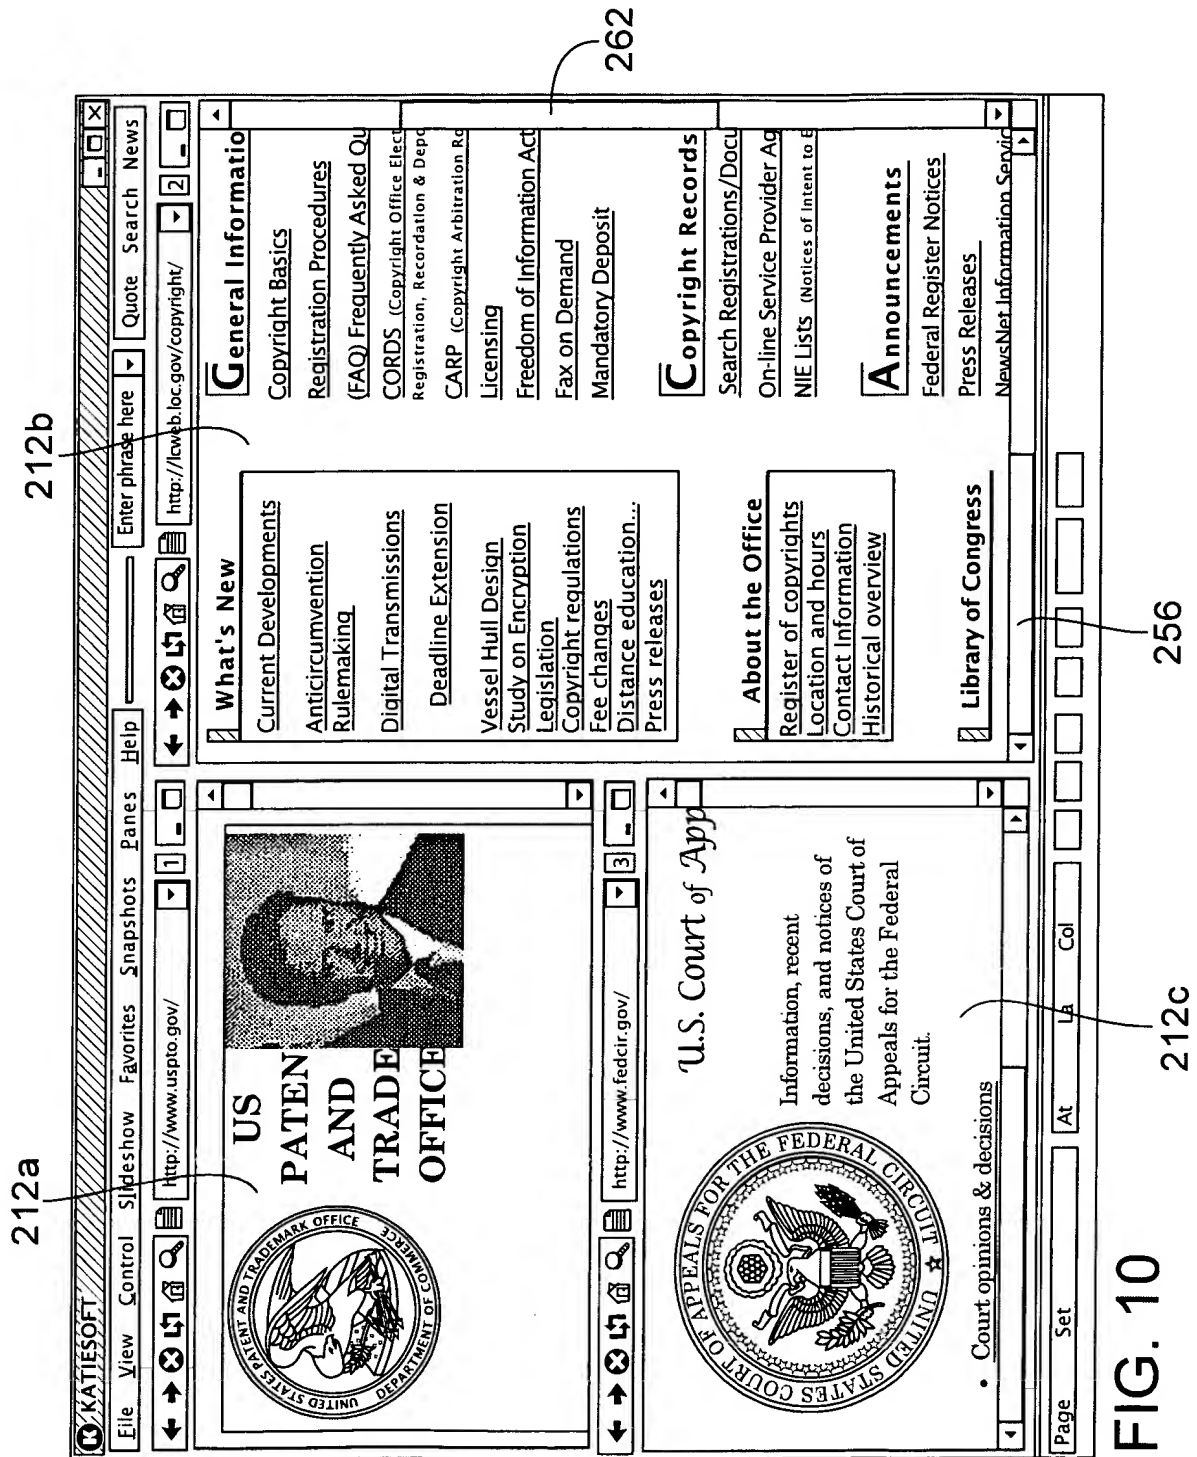 212a
212b
KATIESOFT
File View Control Slideshow Favorites Snapshots Panes Help
Enter phrase here
Quote Search News
http://www.uspto.gov/
1
UNITED STATES PATENT AND TRADEMARK OFFICE
DEPARTMENT OF COMMERCE
US
PATEN
AND
TRADE
OFFICE
http://www.fedcir.gov/
3
UNITED STATES COURT OF APPEALS FOR THE FEDERAL CIRCUIT
U.S. Court of App
Information, recent
decisions, and notices of
the United States Court of
Appeals for the Federal
Circuit.
• Court opinions & decisions
http://lcweb.loc.gov/copyright/
2
What's New
Current Developments
Anticircumvention
Rulemaking
Digital Transmissions
Deadline Extension
Vessel Hull Design
Study on Encryption
Legislation
Copyright regulations
Fee changes
Distance education...
Press releases
About the Office
Register of copyrights
Location and hours
Contact Information
Historical overview
Library of Congress
General Informatio
Copyright Basics
Registration Procedures
(FAQ) Frequently Asked Qu
CORDS (Copyright Office Elect
Registration, Recordation & Depo
CARP (Copyright Arbitration Ro
Licensing
Freedom of Information Act
Fax on Demand
Mandatory Deposit
Copyright Records
Search Registrations/Docu
On-line Service Provider Ag
NIE Lists (Notices of Intent to E
Announcements
Federal Register Notices
Press Releases
NewsNet Information Servic
262
Page Set
At La Col
212c
256
FIG. 10